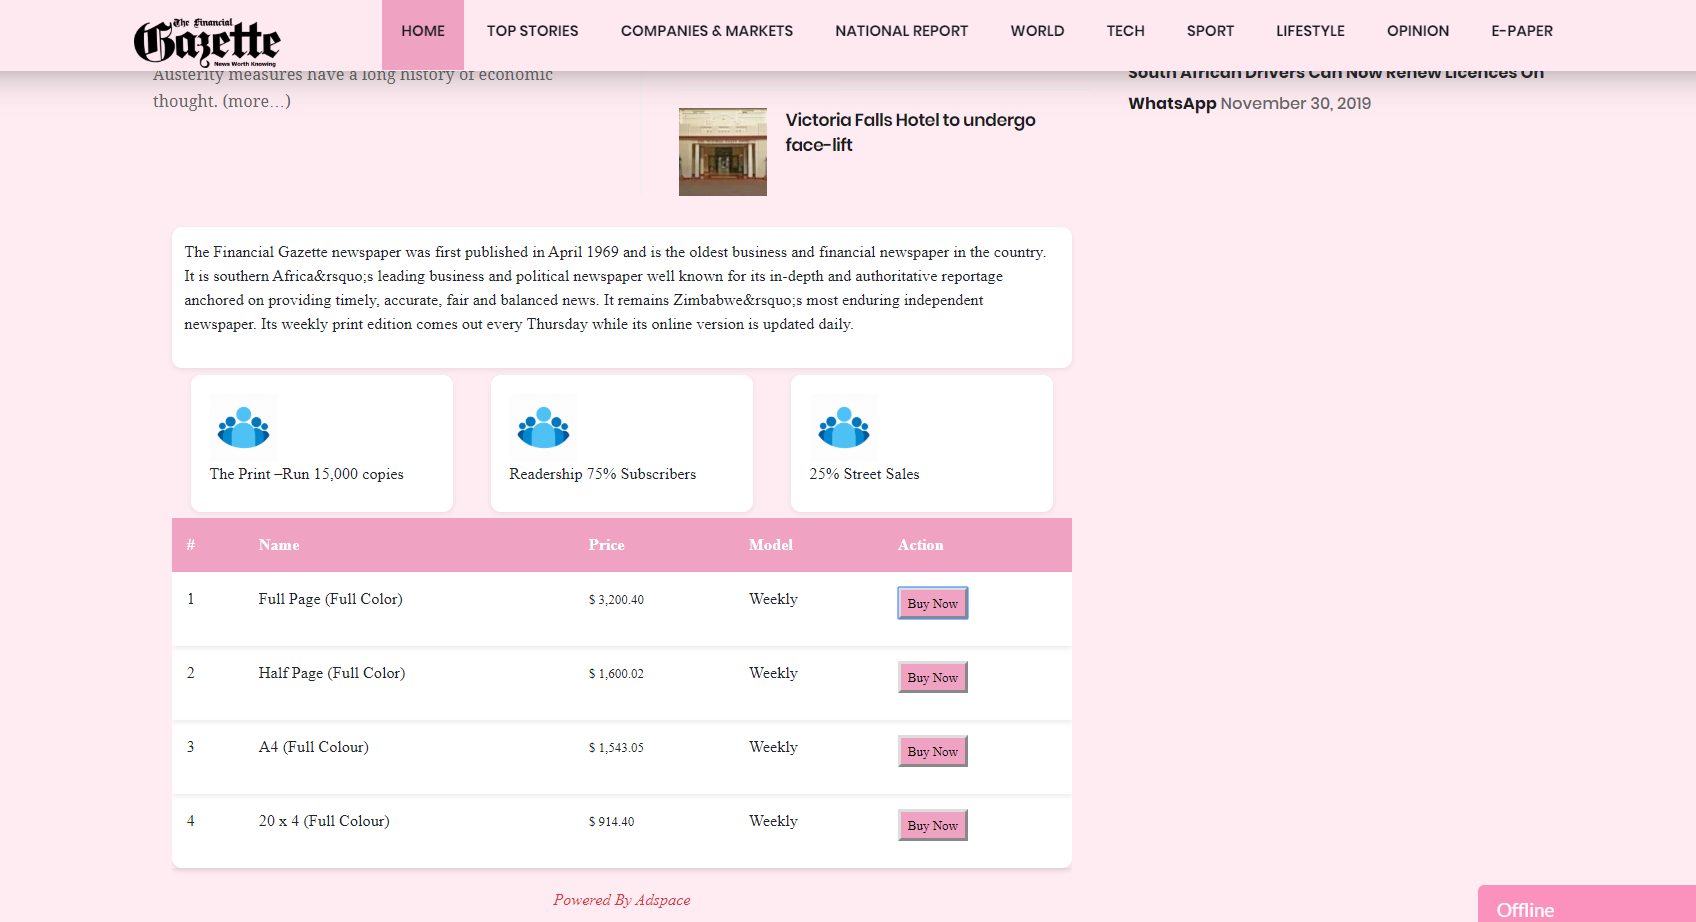 The Financial
Gazette
News Worth Knowing
HOME TOP STORIES COMPANIES & MARKETS NATIONAL REPORT WORLD TECH SPORT LIFESTYLE OPINION E-PAPER
Austerity measures have a long history of economic
thought. (more…)
Victoria Falls Hotel to undergo
face-lift
South African Drivers Can Now Renew Licences On
WhatsApp November 30, 2019
The Financial Gazette newspaper was first published in April 1969 and is the oldest business and financial newspaper in the country.
It is southern Africa&rsquo;s leading business and political newspaper well known for its in-depth and authoritative reportage
anchored on providing timely, accurate, fair and balanced news. It remains Zimbabwe&rsquo;s most enduring independent
newspaper. Its weekly print edition comes out every Thursday while its online version is updated daily.
The Print –Run 15,000 copies
Readership 75% Subscribers
25% Street Sales
# Name Price Model Action
1 Full Page (Full Color) $ 3,200.40 Weekly Buy Now
2 Half Page (Full Color) $ 1,600.02 Weekly Buy Now
3 A4 (Full Colour) $ 1,543.05 Weekly Buy Now
4 20 x 4 (Full Colour) $ 914.40 Weekly Buy Now
Powered By Adspace
Offline